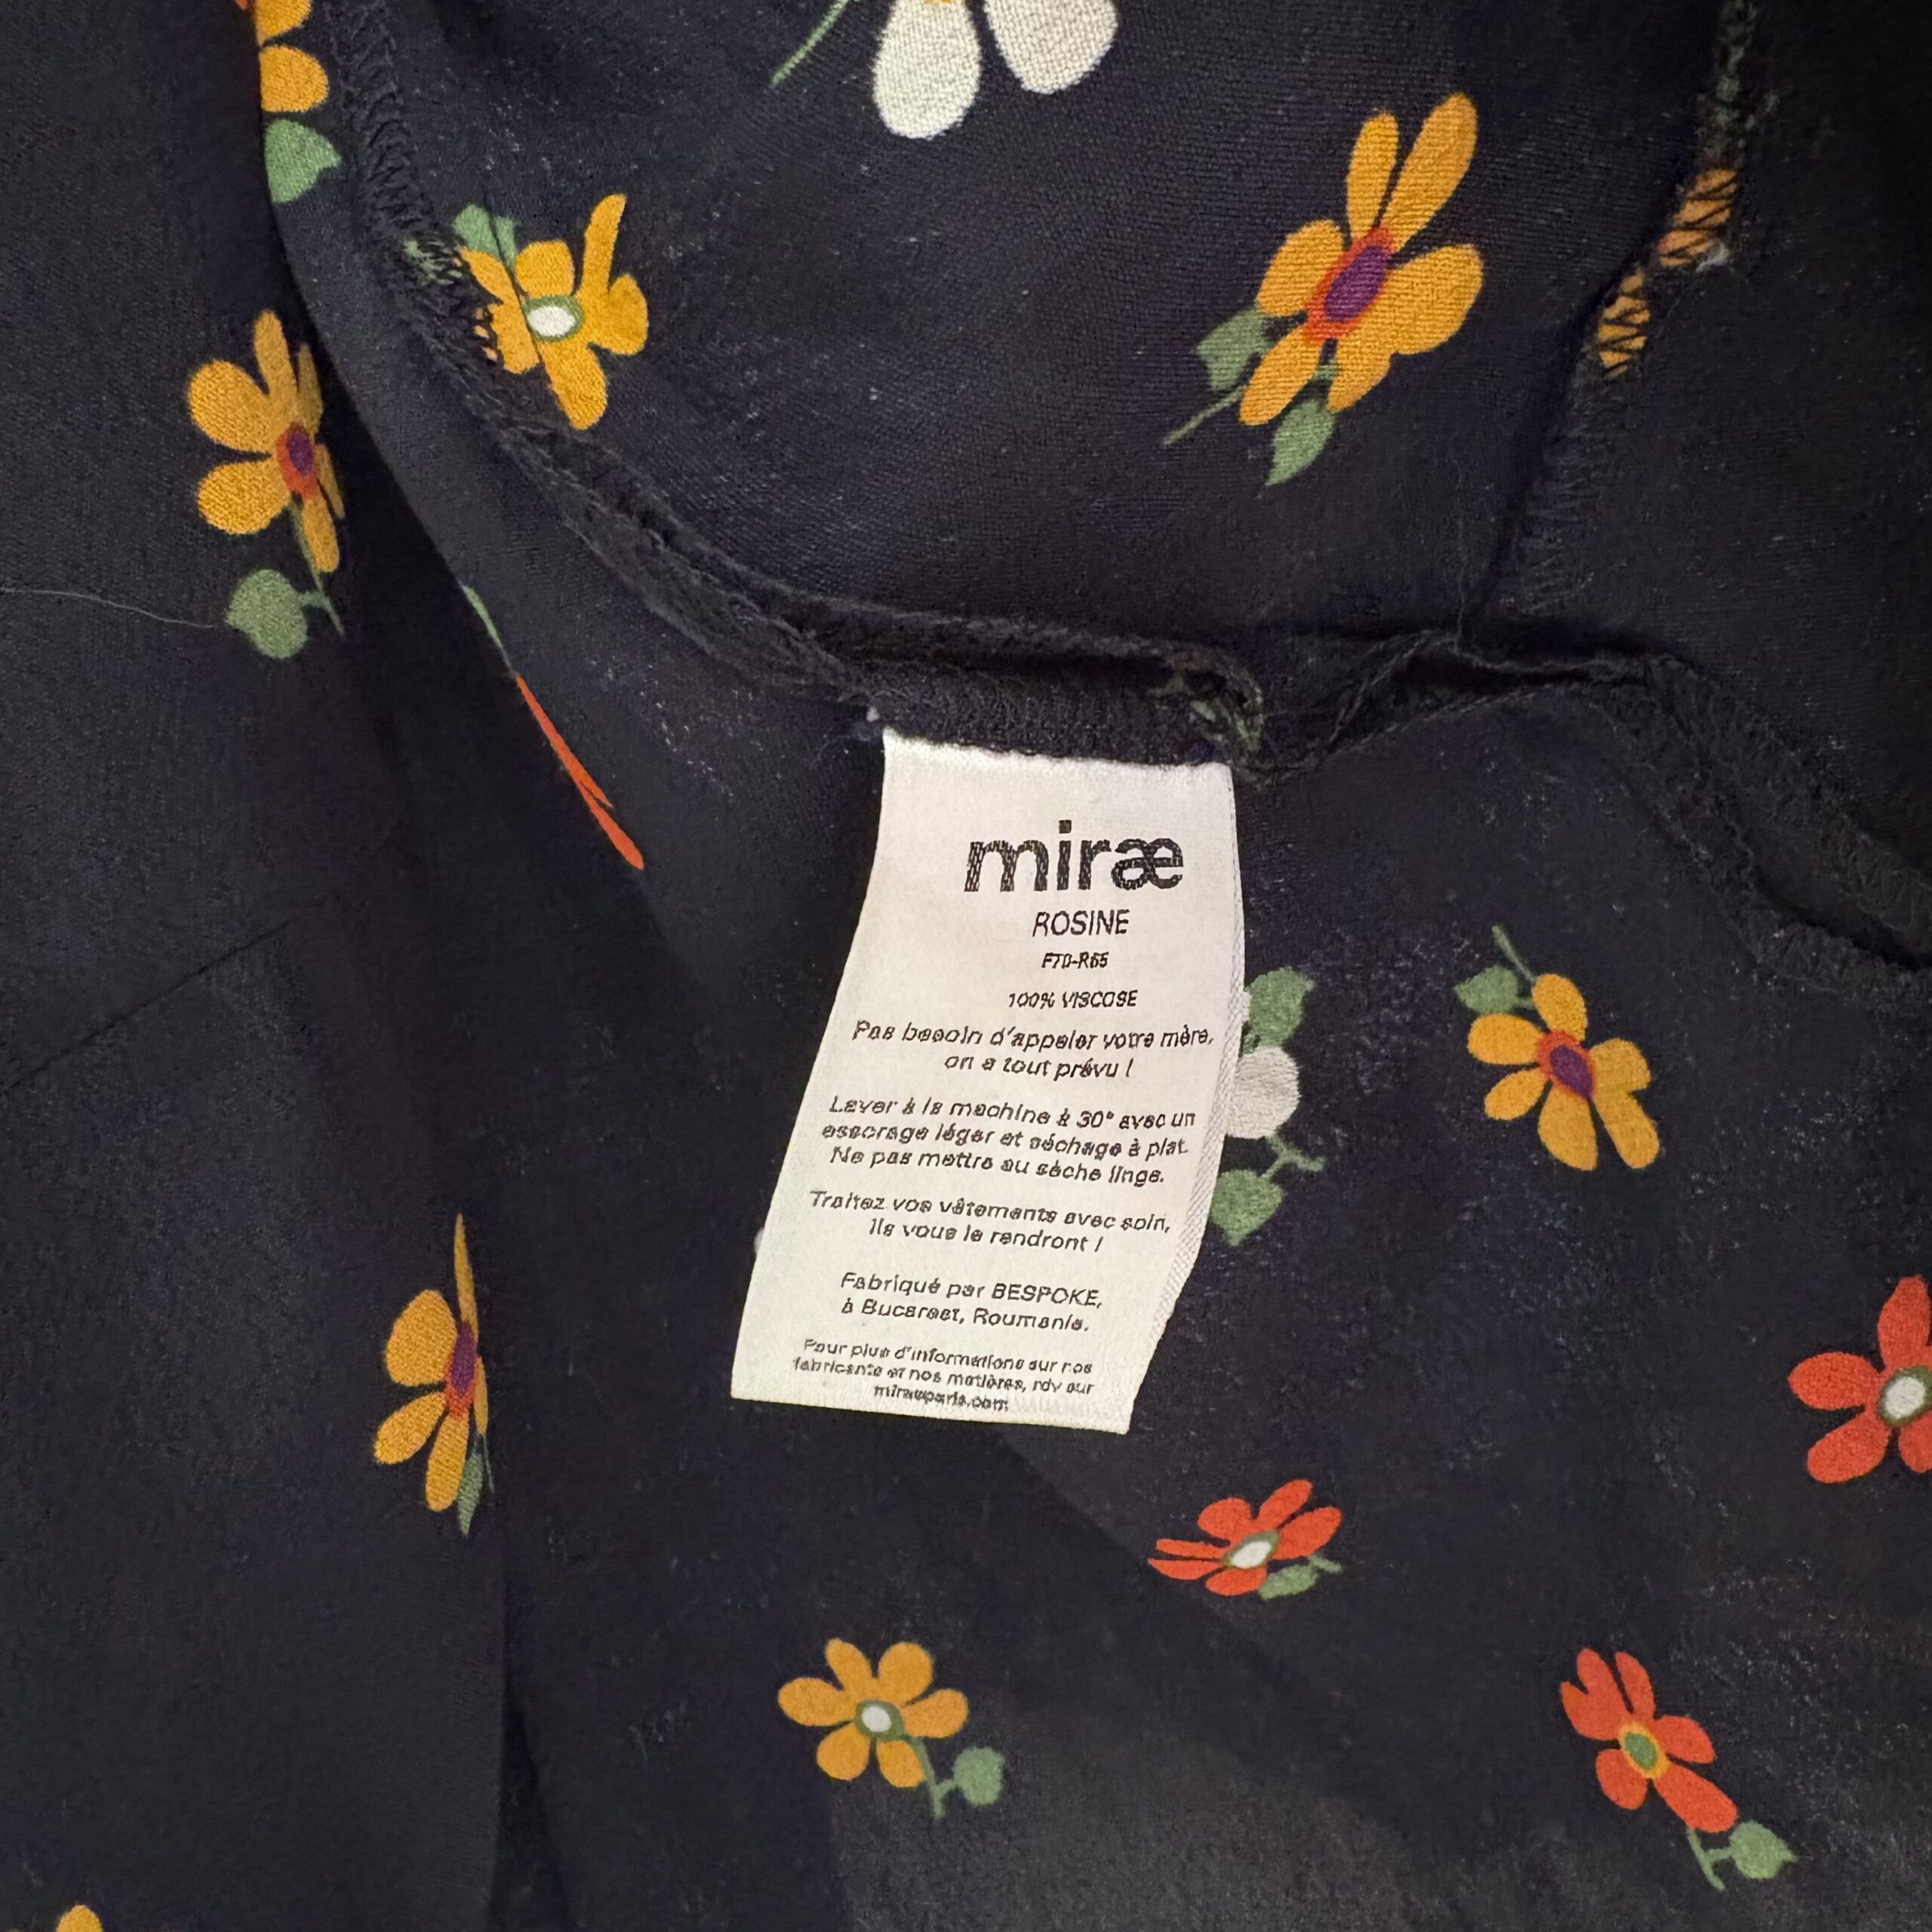 miræ
ROSINE
F70-R65
100% VISCOSE
Pas besoin d'appeler votre mère,
on a tout prévu !
Laver à la machine à 30° avec un
essorage léger et séchage à plat.
Ne pas mettre au sèche linge.
Traitez vos vêtements avec soin,
ils vous le rendront !
Fabriqué par BESPOKE,
à Bucarest, Roumanie.
Pour plus d'informations sur nos
fabricants et nos matières, rdv sur
miraeparis.com